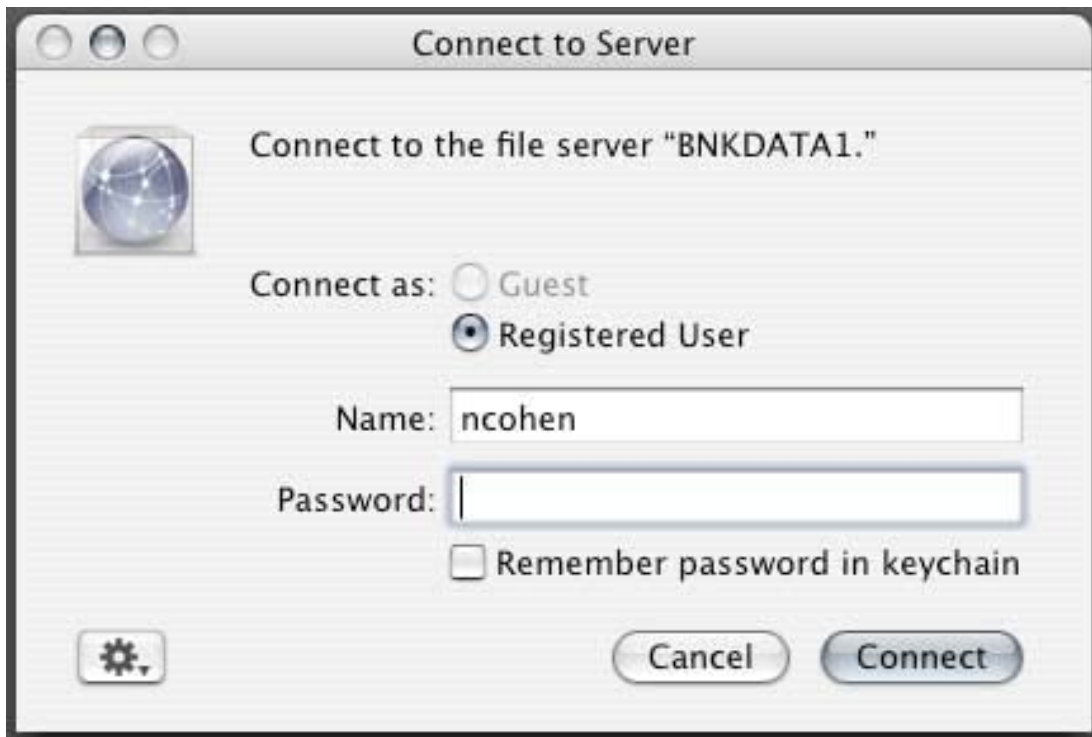 Connect to Server
Connect to the file server “BNKDATA1.”
Connect as: Guest
Registered User
Name: ncohen
Password:
Remember password in keychain
Cancel Connect